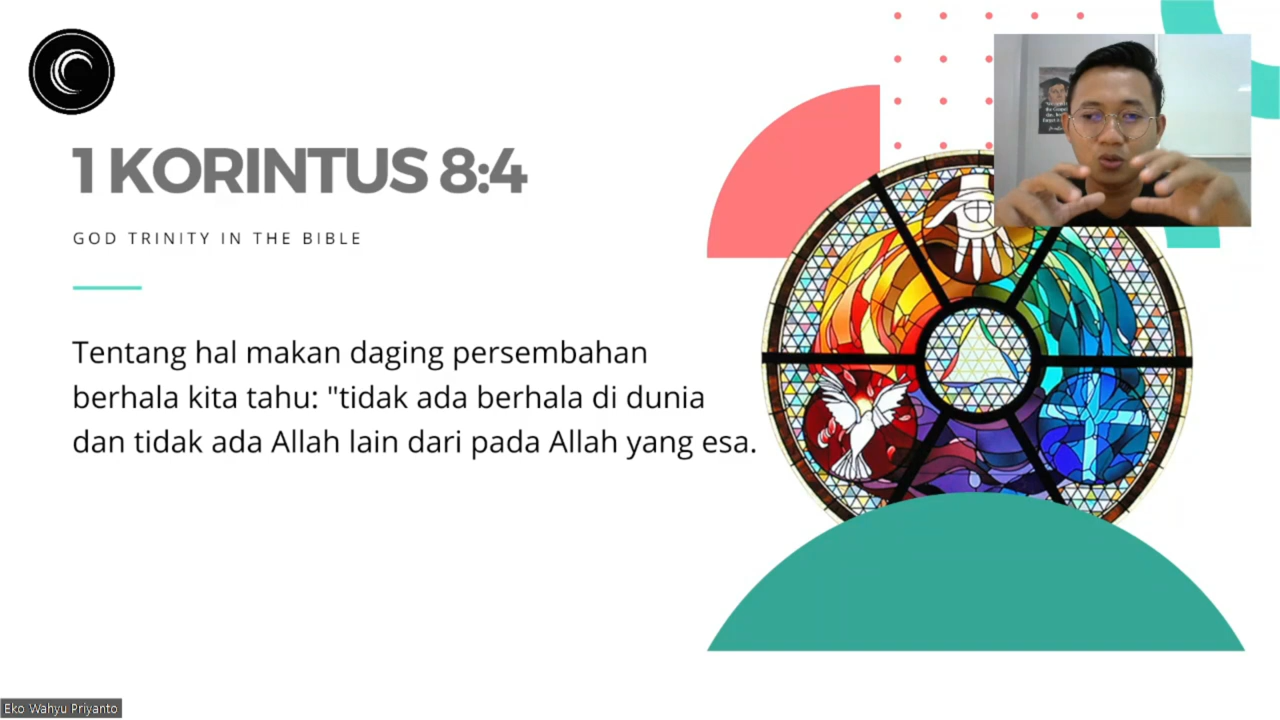 1 KORINTUS 8:4
GOD TRINITY IN THE BIBLE
Tentang hal makan daging persembahan
berhala kita tahu: "tidak ada berhala di dunia
dan tidak ada Allah lain dari pada Allah yang esa.
Eko Wahyu Priyanto